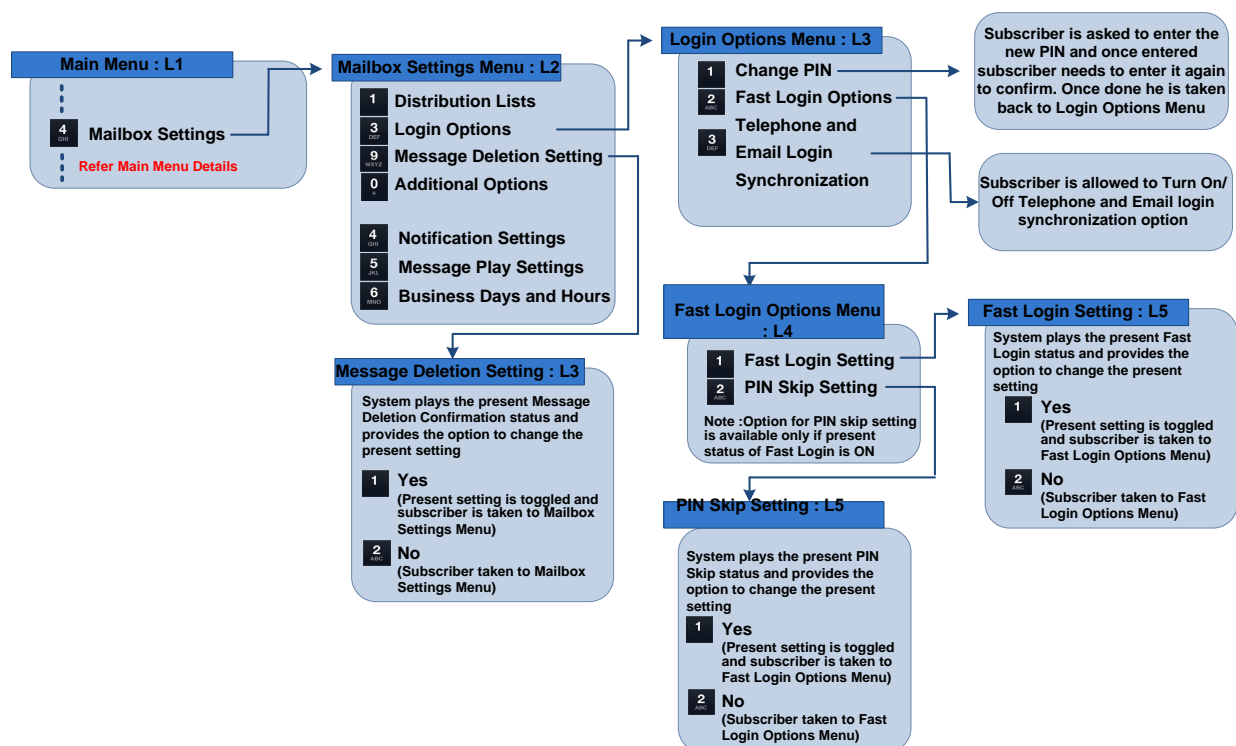 Main Menu : L1
4
GHI
Mailbox Settings
Refer Main Menu Details
Mailbox Settings Menu : L2
1
Distribution Lists
3
DEF
Login Options
9
WXYZ
Message Deletion Setting
0
+
Additional Options
4
GHI
Notification Settings
5
JKL
Message Play Settings
6
MNO
Business Days and Hours
Login Options Menu : L3
1
Change PIN
2
ABC
Fast Login Options
3
DEF
Telephone and
Email Login
Synchronization
Subscriber is asked to enter the
new PIN and once entered
subscriber needs to enter it again
to confirm. Once done he is taken
back to Login Options Menu
Subscriber is allowed to Turn On/
Off Telephone and Email login
synchronization option
Message Deletion Setting : L3
System plays the present Message
Deletion Confirmation status and
provides the option to change the
present setting
1
Yes
(Present setting is toggled and
subscriber is taken to Mailbox
Settings Menu)
2
ABC
No
(Subscriber taken to Mailbox
Settings Menu)
Fast Login Options Menu
: L4
1
Fast Login Setting
2
ABC
PIN Skip Setting
Note :Option for PIN skip setting
is available only if present
status of Fast Login is ON
Fast Login Setting : L5
System plays the present Fast
Login status and provides the
option to change the present
setting
1
Yes
(Present setting is toggled
and subscriber is taken to
Fast Login Options Menu)
2
ABC
No
(Subscriber taken to Fast
Login Options Menu)
PIN Skip Setting : L5
System plays the present PIN
Skip status and provides the
option to change the present
setting
1
Yes
(Present setting is toggled
and subscriber is taken to
Fast Login Options Menu)
2
ABC
No
(Subscriber taken to Fast
Login Options Menu)